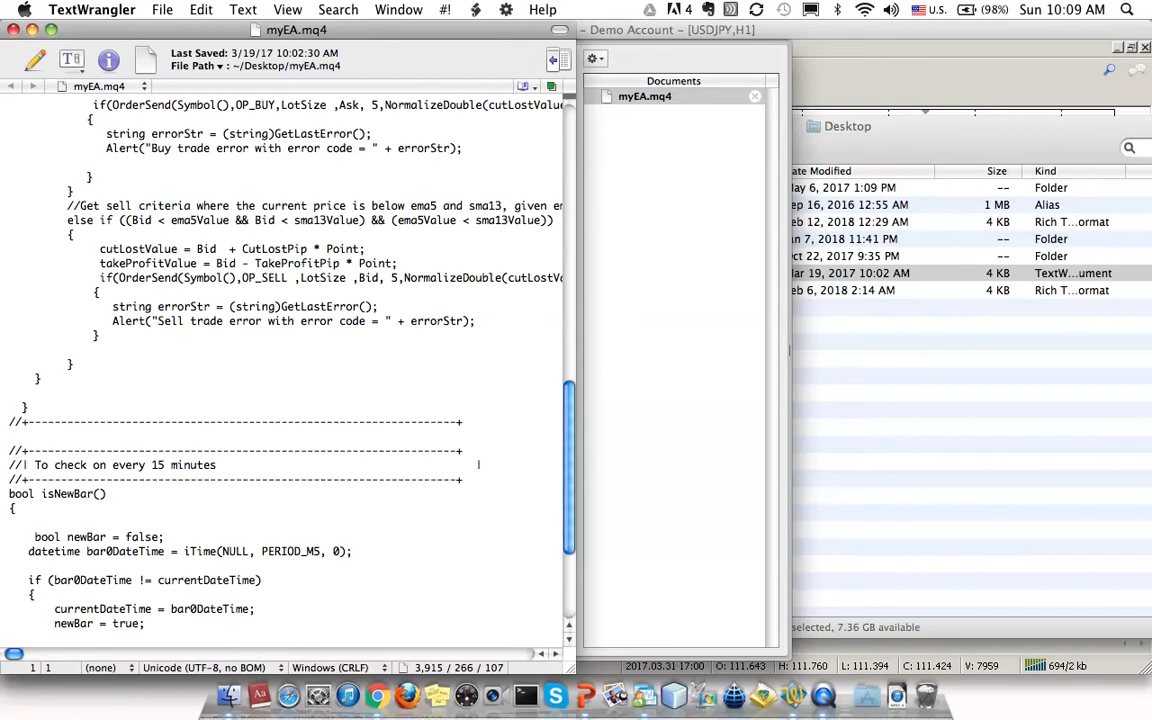 TextWrangler File Edit Text View Search Window #! Help 4 U.S. (98%) Sun 10:09 AM
myEA.mq4
- Demo Account - [USDJPY,H1]
Last Saved: 3/19/17 10:02:30 AM
File Path ▾ : ~/Desktop/myEA.mq4
myEA.mq4
Documents
myEA.mq4
Desktop
ate Modified Size Kind
lay 6, 2017 1:09 PM -- Folder
ep 16, 2016 12:55 AM 1 MB Alias
eb 12, 2018 12:29 AM 4 KB Rich T...ormat
an 7, 2018 11:41 PM -- Folder
ct 22, 2017 9:35 PM -- Folder
lar 19, 2017 10:02 AM 4 KB TextW...ument
eb 6, 2018 2:14 AM 4 KB Rich T...ormat
selected, 7.36 GB available
if(OrderSend(Symbol(),OP_BUY,LotSize ,Ask, 5,NormalizeDouble(cutLostValue
{
string errorStr = (string)GetLastError();
Alert("Buy trade error with error code = " + errorStr);
}
}
//Get sell criteria where the current price is below ema5 and sma13, given em
else if ((Bid < ema5Value && Bid < sma13Value) && (ema5Value < sma13Value))
{
cutLostValue = Bid + CutLostPip * Point;
takeProfitValue = Bid - TakeProfitPip * Point;
if(OrderSend(Symbol(),OP_SELL ,LotSize ,Bid, 5,NormalizeDouble(cutLostV
{
string errorStr = (string)GetLastError();
Alert("Sell trade error with error code = " + errorStr);
}
}
}
}
//+------------------------------------------------------------------+
//+------------------------------------------------------------------+
//| To check on every 15 minutes |
//+------------------------------------------------------------------+
bool isNewBar()
{
bool newBar = false;
datetime bar0DateTime = iTime(NULL, PERIOD_M5, 0);
if (bar0DateTime != currentDateTime)
{
currentDateTime = bar0DateTime;
newBar = true;
1 1 (none) Unicode (UTF-8, no BOM) Windows (CRLF) 3,915 / 266 / 107
2017.03.31 17:00 O: 111.643 H: 111.760 L: 111.394 C: 111.424 V: 7959 694/2 kb